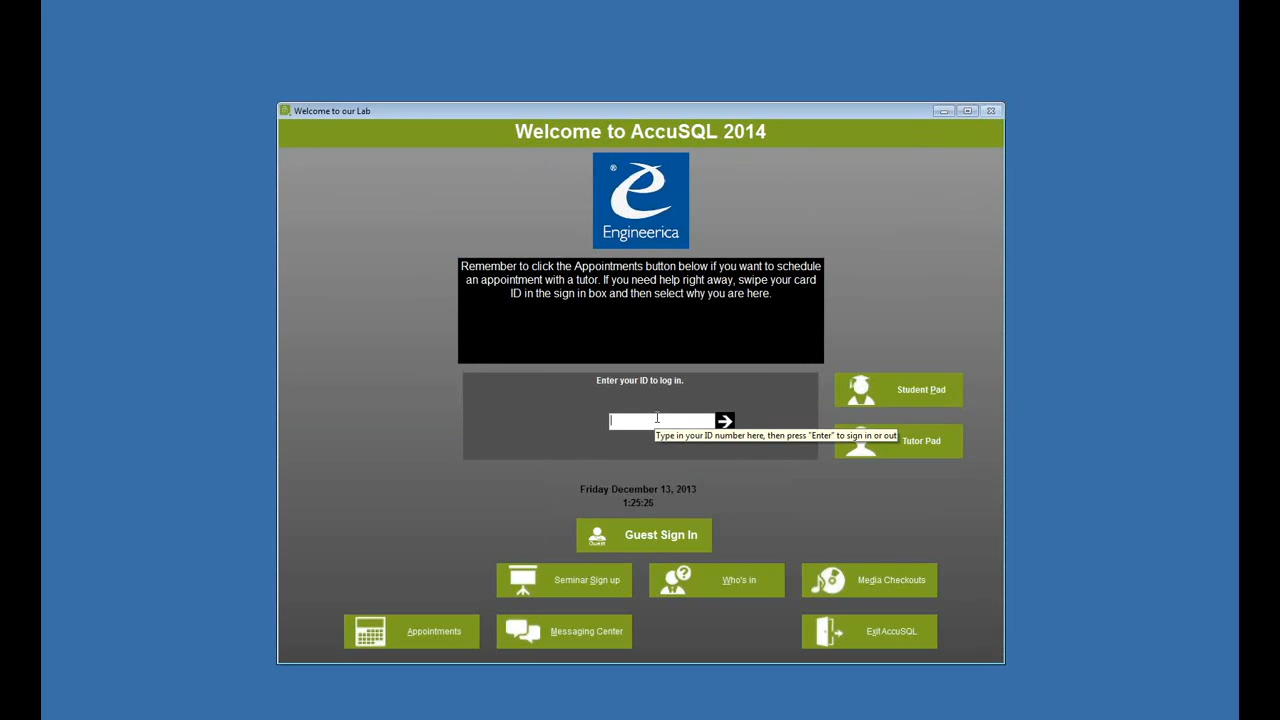 Welcome to our Lab
Welcome to AccuSQL 2014
®
Engineerica
Remember to click the Appointments button below if you want to schedule
an appointment with a tutor. If you need help right away, swipe your card
ID in the sign in box and then select why you are here.
Enter your ID to log in.
Student Pad
Type in your ID number here, then press "Enter" to sign in or out
Tutor Pad
Friday December 13, 2013
1:25:26
Guest
Guest Sign In
Seminar Sign up
Who's in
Media Checkouts
Appointments
Messaging Center
Exit AccuSQL